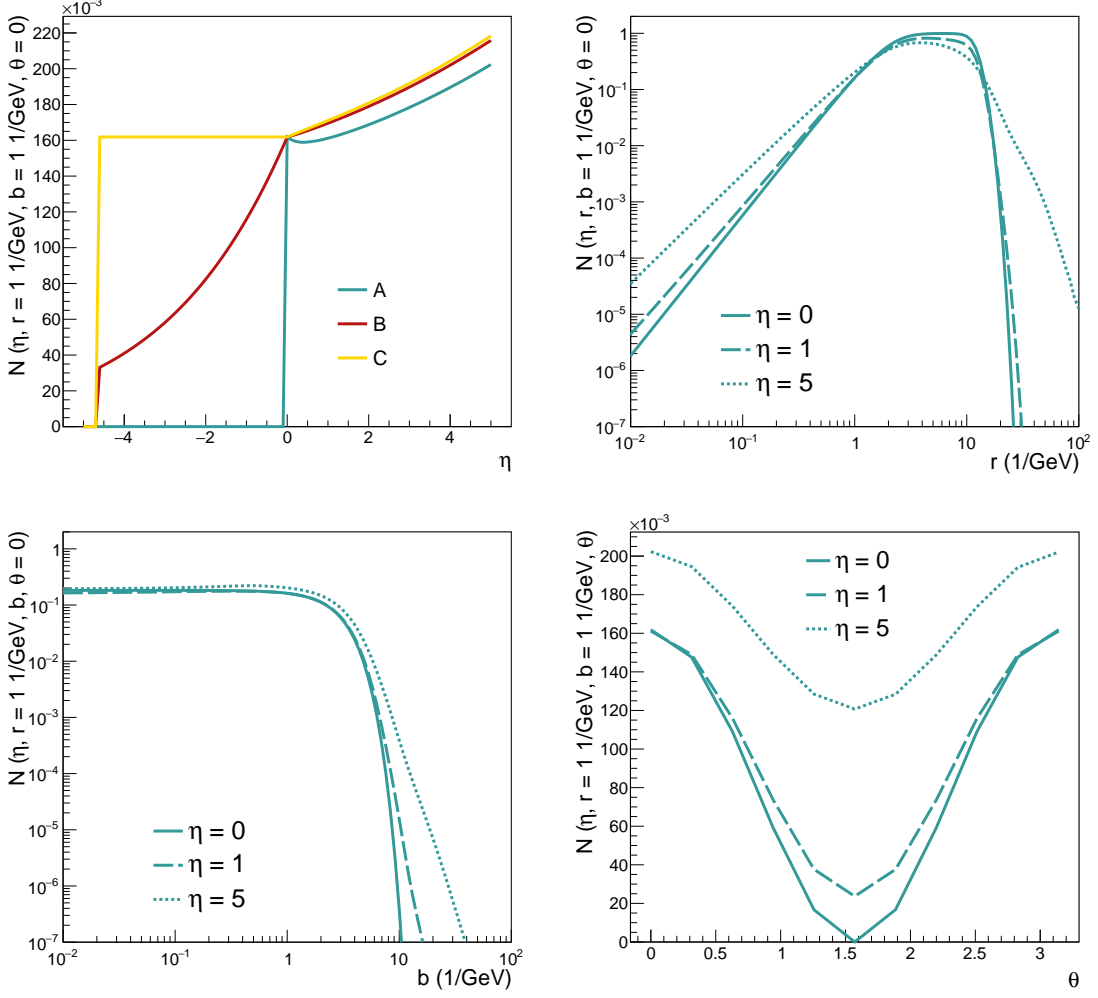 ×10⁻³
N (η, r = 1 1/GeV, b = 1 1/GeV, θ = 0)
220
200
180
160
140
120
100
80
60
40
20
0
−4 −2 0 2 4
η
A
B
C
N (η, r, b = 1 1/GeV, θ = 0)
1
10⁻¹
10⁻²
10⁻³
10⁻⁴
10⁻⁵
10⁻⁶
10⁻⁷
η = 0
η = 1
η = 5
10⁻² 10⁻¹ 1 10 10²
r (1/GeV)
N (η, r = 1 1/GeV, b, θ = 0)
1
10⁻¹
10⁻²
10⁻³
10⁻⁴
10⁻⁵
10⁻⁶
10⁻⁷
η = 0
η = 1
η = 5
10⁻² 10⁻¹ 1 10 10²
b (1/GeV)
×10⁻³
N (η, r = 1 1/GeV, b = 1 1/GeV, θ)
200
180
160
140
120
100
80
60
40
20
0
η = 0
η = 1
η = 5
0 0.5 1 1.5 2 2.5 3
θ